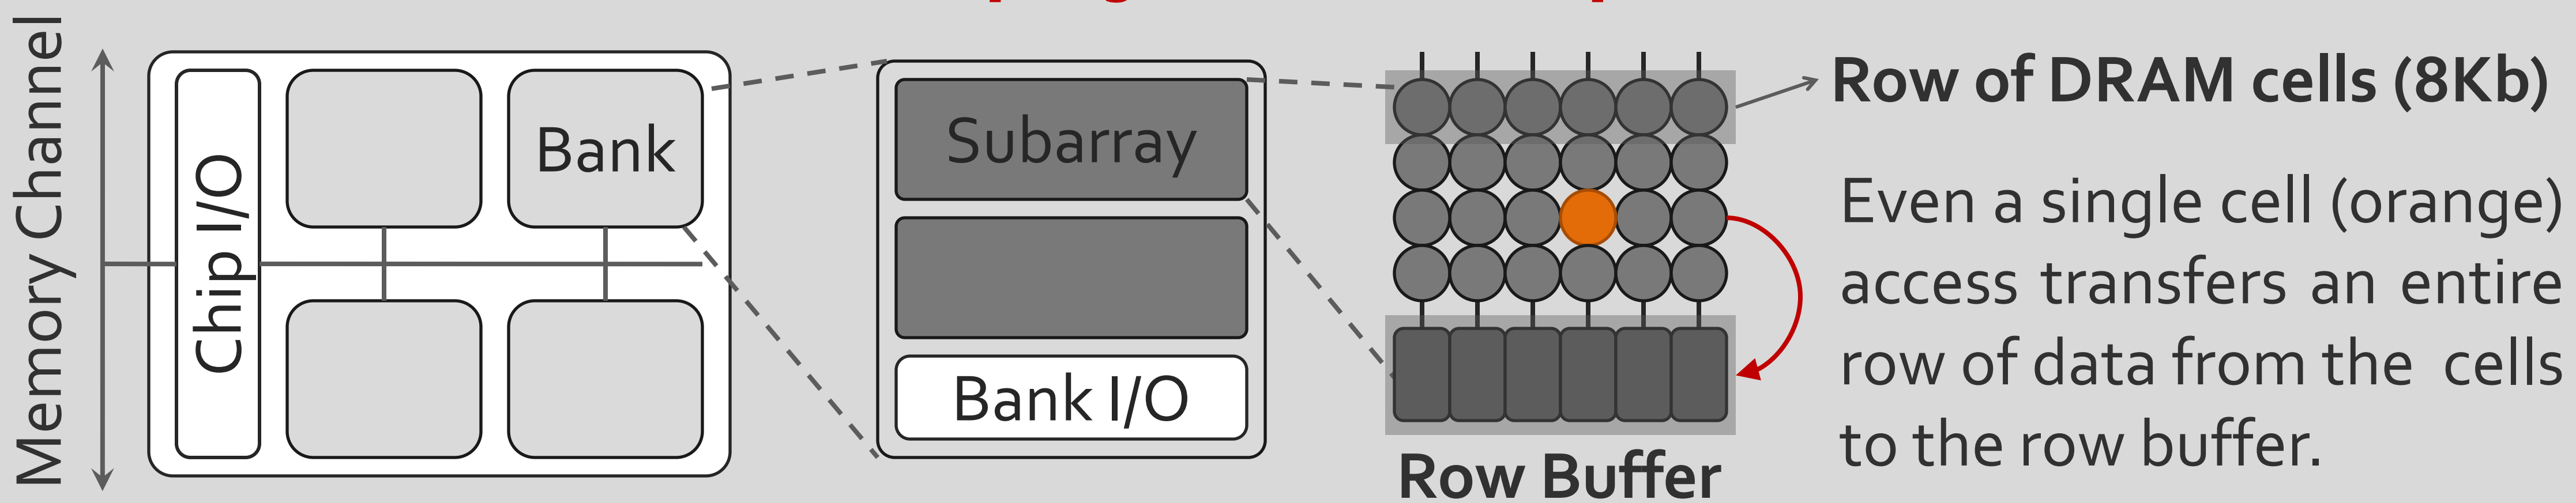 Memory Channel
Chip I/O
Bank
Subarray
Bank I/O
Row Buffer
Row of DRAM cells (8Kb)
Even a single cell (orange)
access transfers an entire
row of data from the cells
to the row buffer.